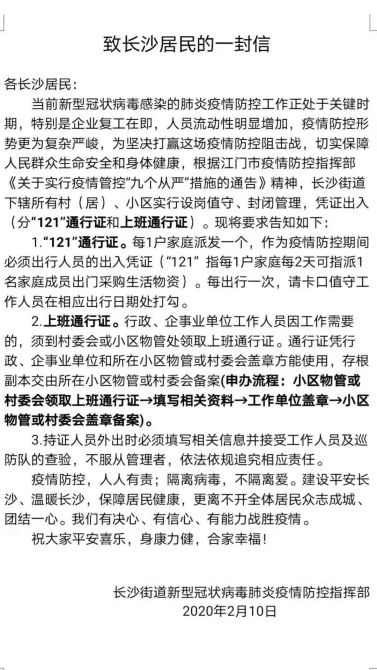 致长沙居民的一封信
各长沙居民：
当前新型冠状病毒感染的肺炎疫情防控工作正处于关键时
期，特别是企业复工在即，人员流动性明显增加，疫情防控形
势更为复杂严峻，为坚决打赢这场疫情防控阻击战，切实保障
人民群众生命安全和身体健康，根据江门市疫情防控指挥部
《关于实行疫情管控“九个从严”措施的通告》精神，长沙街道
下辖所有村（居）、小区实行设岗值守、封闭管理，凭证出入
（分“121”通行证和上班通行证）。现将要求告知如下：
1.“121”通行证。每1户家庭派发一个，作为疫情防控期间
必须出行人员的出入凭证（“121”指每1户家庭每2天可指派1
名家庭成员出门采购生活物资）。每出行一次，请卡口值守工
作人员在相应出行日期处打勾。
2.上班通行证。行政、企事业单位工作人员因工作需要
的，须到村委会或小区物管处领取上班通行证。通行证凭行
政、企事业单位和所在小区物管或村委会盖章方能使用，存根
副本交由所在小区物管或村委会备案(申办流程：小区物管或
村委会领取上班通行证→填写相关资料→工作单位盖章→小区
物管或村委会盖章备案)。
3.持证人员外出时必须填写相关信息并接受工作人员及巡
防队的查验，不服从管理者，依法依规追究相应责任。
疫情防控，人人有责；隔离病毒，不隔离爱。建设平安长
沙、温暖长沙，保障居民健康，更离不开全体居民众志成城、
团结一心。我们有决心、有信心、有能力战胜疫情。
祝大家平安喜乐，身康力健，合家幸福！
长沙街道新型冠状病毒肺炎疫情防控指挥部
2020年2月10日